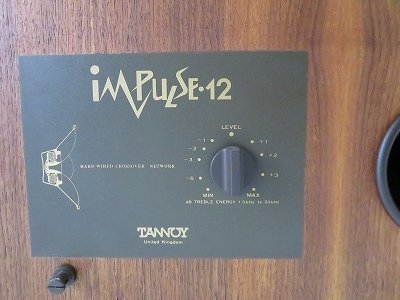 iMPULSE·12
LEVEL
-1 +1
-2 +2
-3
-6 +3
MIN MAX
HARD WIRED CROSSOVER NETWORK
dB TREBLE ENERGY 1.5kHz to 20kHz
TANNOY
United Kingdom